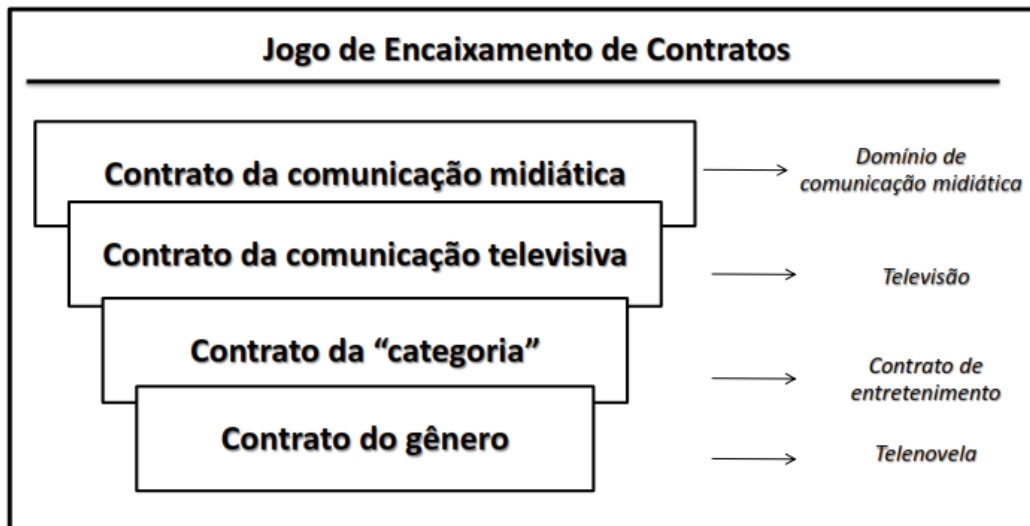 Jogo de Encaixamento de Contratos
Contrato da comunicação midiática
Domínio de
comunicação midiática
Contrato da comunicação televisiva
Televisão
Contrato da “categoria”
Contrato de
entretenimento
Contrato do gênero
Telenovela